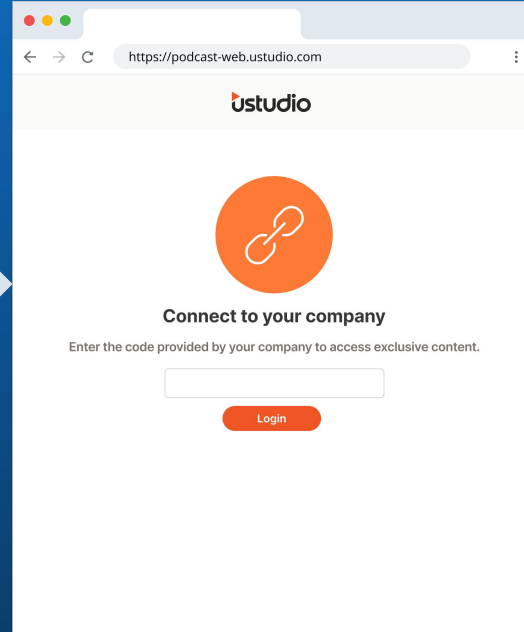 https://podcast-web.ustudio.com
ustudio
Connect to your company
Enter the code provided by your company to access exclusive content.
Login